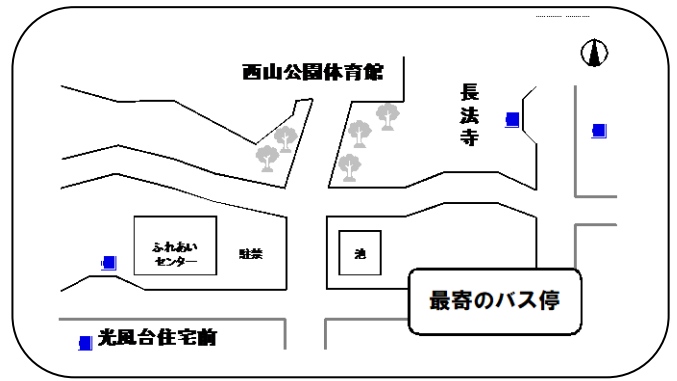 西山公園体育館
長法寺
ふれあい
センター
駐禁
池
最寄のバス停
光風台住宅前